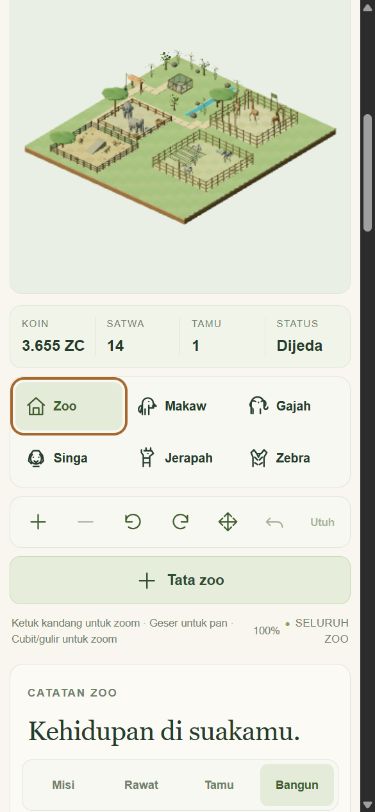 KOIN SATWA TAMU STATUS
3.655 ZC 14 1 Dijeda
Zoo Makaw Gajah
Singa Jerapah Zebra
Utuh
Tata zoo
Ketuk kandang untuk zoom · Geser untuk pan ·
Cubit/gulir untuk zoom
100% • SELURUH
ZOO
CATATAN ZOO
Kehidupan di suakamu.
Misi Rawat Tamu Bangun